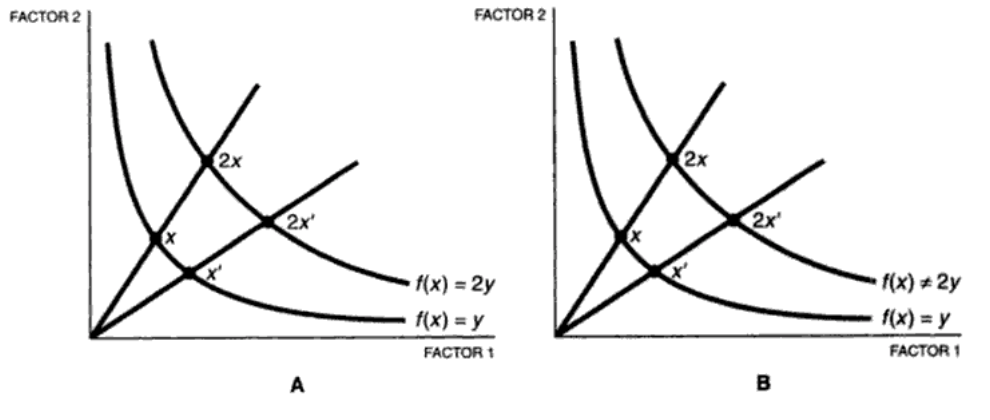 FACTOR 2
2x
2x'
x
x'
f(x) = 2y
f(x) = y
FACTOR 1
A
FACTOR 2
2x
2x'
x
x'
f(x) ≠ 2y
f(x) = y
FACTOR 1
B